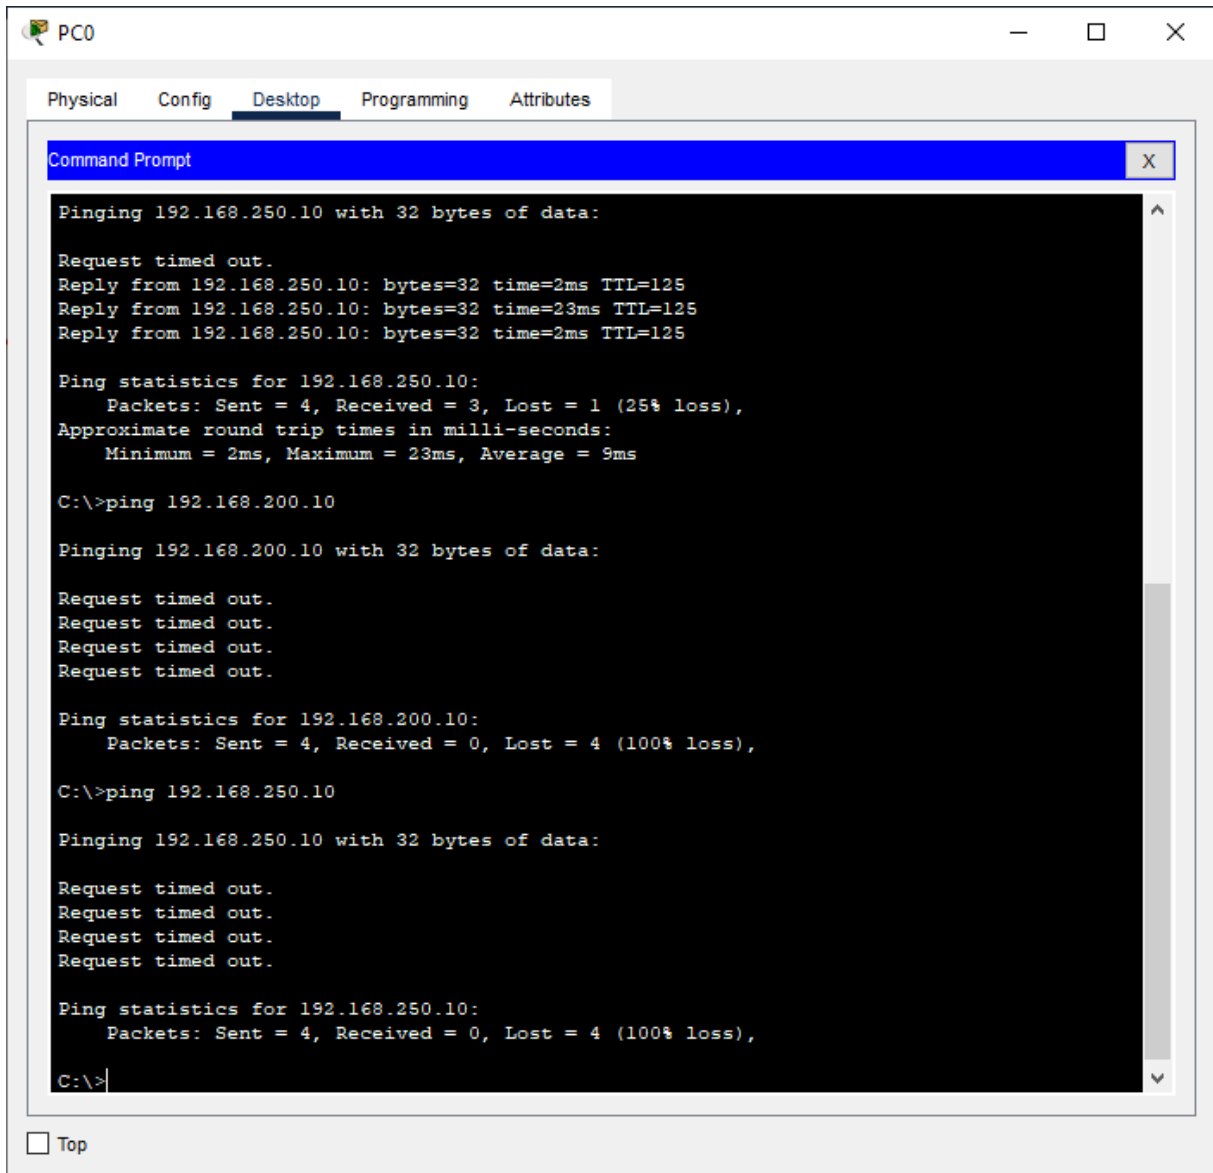 PC0
Physical Config Desktop Programming Attributes
Command Prompt X
Pinging 192.168.250.10 with 32 bytes of data:
Request timed out.
Reply from 192.168.250.10: bytes=32 time=2ms TTL=125
Reply from 192.168.250.10: bytes=32 time=23ms TTL=125
Reply from 192.168.250.10: bytes=32 time=2ms TTL=125
Ping statistics for 192.168.250.10:
Packets: Sent = 4, Received = 3, Lost = 1 (25% loss),
Approximate round trip times in milli-seconds:
Minimum = 2ms, Maximum = 23ms, Average = 9ms
C:\>ping 192.168.200.10
Pinging 192.168.200.10 with 32 bytes of data:
Request timed out.
Request timed out.
Request timed out.
Request timed out.
Ping statistics for 192.168.200.10:
Packets: Sent = 4, Received = 0, Lost = 4 (100% loss),
C:\>ping 192.168.250.10
Pinging 192.168.250.10 with 32 bytes of data:
Request timed out.
Request timed out.
Request timed out.
Request timed out.
Ping statistics for 192.168.250.10:
Packets: Sent = 4, Received = 0, Lost = 4 (100% loss),
C:\>
Top